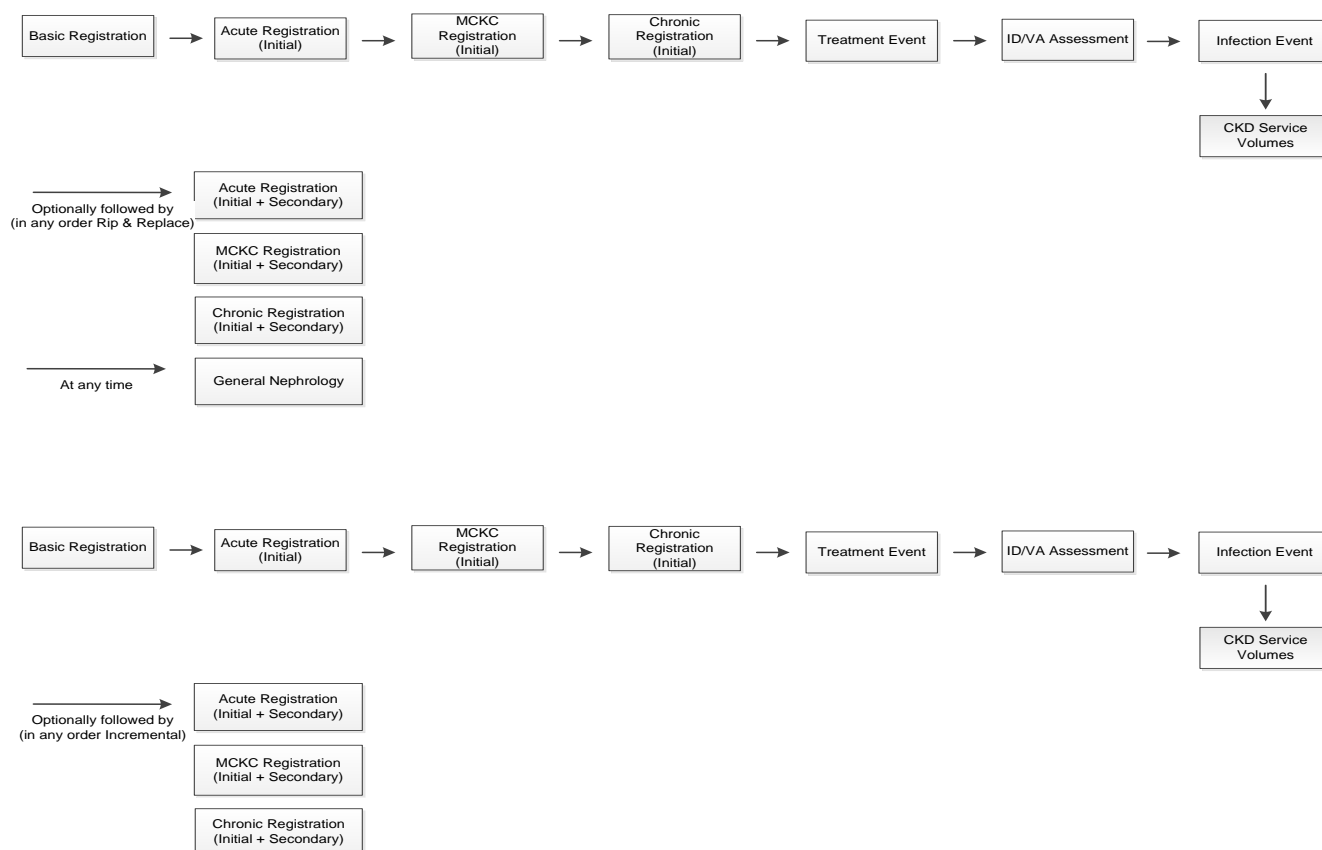 Basic Registration
Acute Registration
(Initial)
MCKC
Registration
(Initial)
Chronic
Registration
(Initial)
Treatment Event
ID/VA Assessment
Infection Event
CKD Service
Volumes
Optionally followed by
(in any order Rip & Replace)
Acute Registration
(Initial + Secondary)
MCKC Registration
(Initial + Secondary)
Chronic Registration
(Initial + Secondary)
At any time
General Nephrology
Basic Registration
Acute Registration
(Initial)
MCKC
Registration
(Initial)
Chronic
Registration
(Initial)
Treatment Event
ID/VA Assessment
Infection Event
CKD Service
Volumes
Optionally followed by
(in any order Incremental)
Acute Registration
(Initial + Secondary)
MCKC Registration
(Initial + Secondary)
Chronic Registration
(Initial + Secondary)